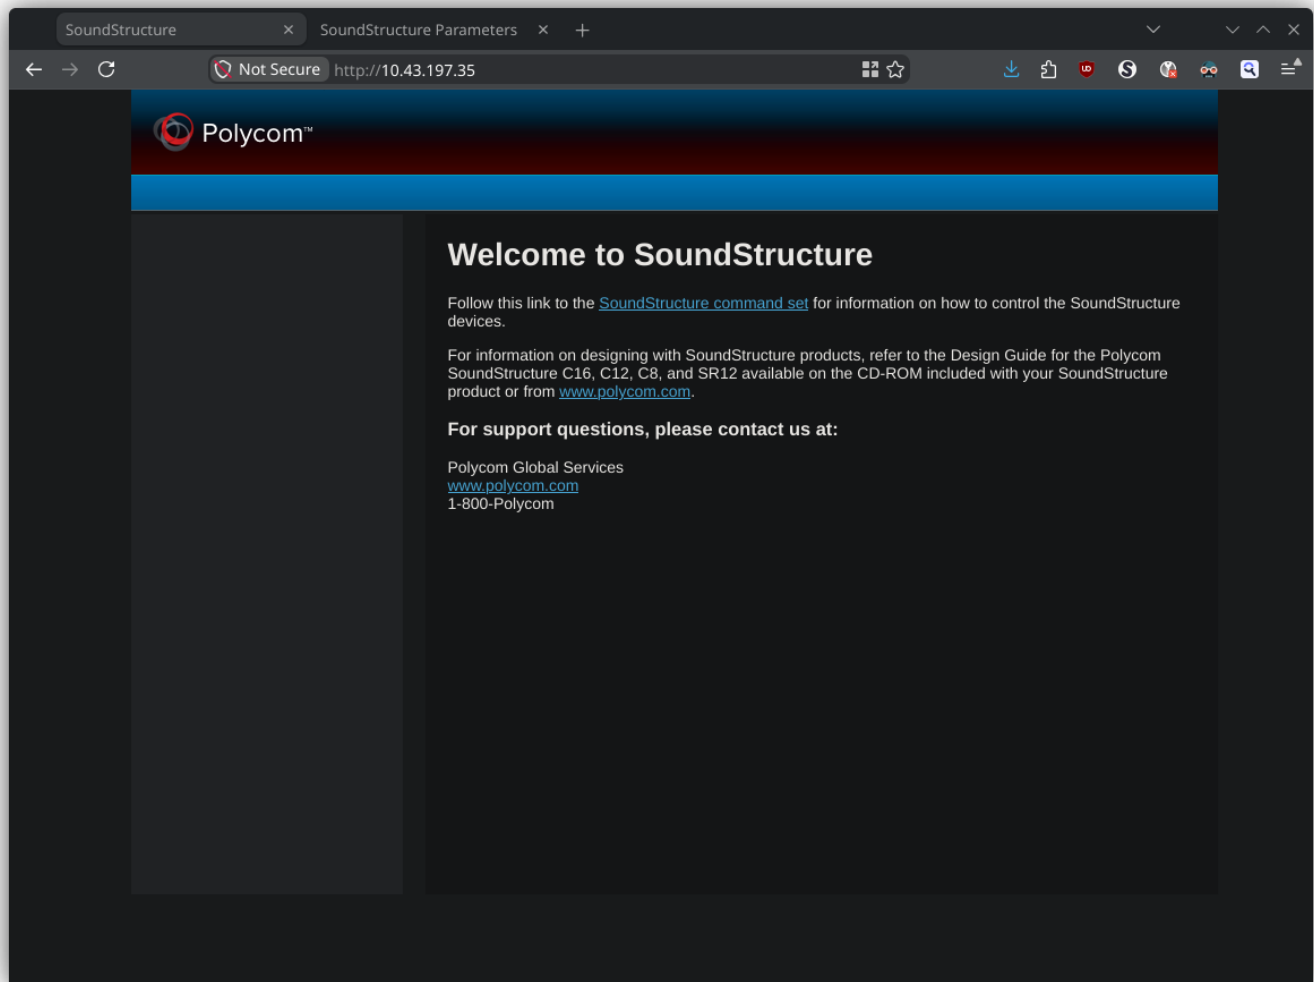 SoundStructure
SoundStructure Parameters
Not Secure http://10.43.197.35
Polycom™
Welcome to SoundStructure
Follow this link to the SoundStructure command set for information on how to control the SoundStructure
devices.
For information on designing with SoundStructure products, refer to the Design Guide for the Polycom
SoundStructure C16, C12, C8, and SR12 available on the CD-ROM included with your SoundStructure
product or from www.polycom.com.
For support questions, please contact us at:
Polycom Global Services
www.polycom.com
1-800-Polycom